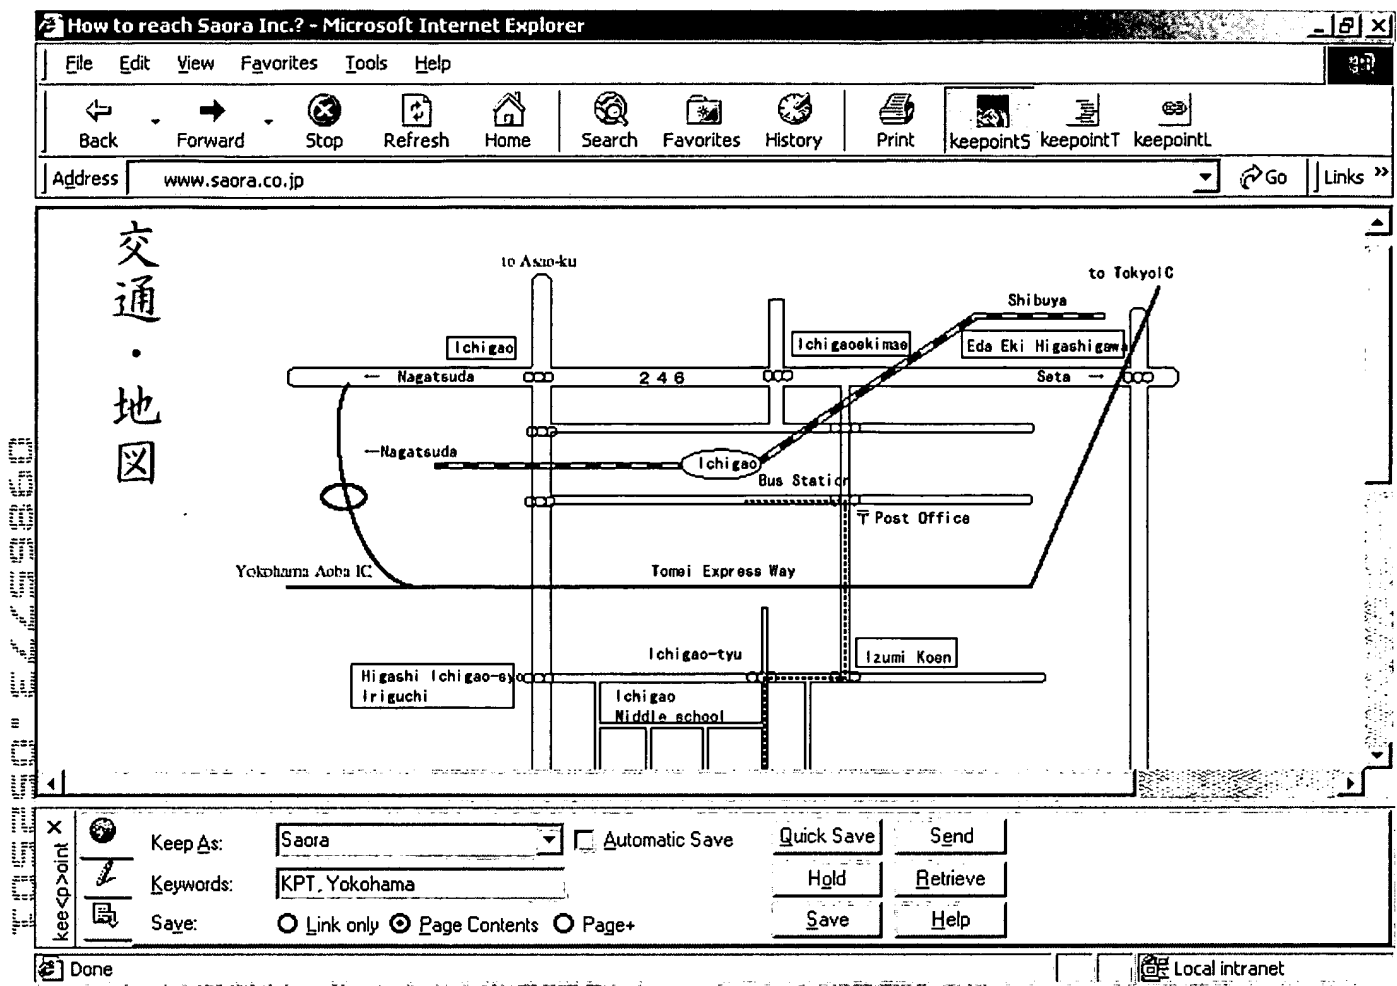 How to reach Saora Inc.? - Microsoft Internet Explorer
File Edit View Favorites Tools Help
Back Forward Stop Refresh Home Search Favorites History Print keepointS keepointT keepointL
Address www.saora.co.jp Go Links »
交通・地図
to Asao-ku
to TokyoIC
Shibuya
Ichigao
Ichigaoekimae
Eda Eki Higashigawa
← Nagatsuda
246
Seta →
←Nagatsuda
Ichigao
Bus Station
〒Post Office
Yokohama Aoba IC
Tomei Express Way
Ichigao-tyu
Izumi Koen
Higashi Ichigao-syo
Iriguchi
Ichigao
Middle school
kee<p>oint
Keep As: Saora Automatic Save Quick Save Send
Keywords: KPT, Yokohama Hold Retrieve
Save: Link only Page Contents Page+ Save Help
Done Local intranet